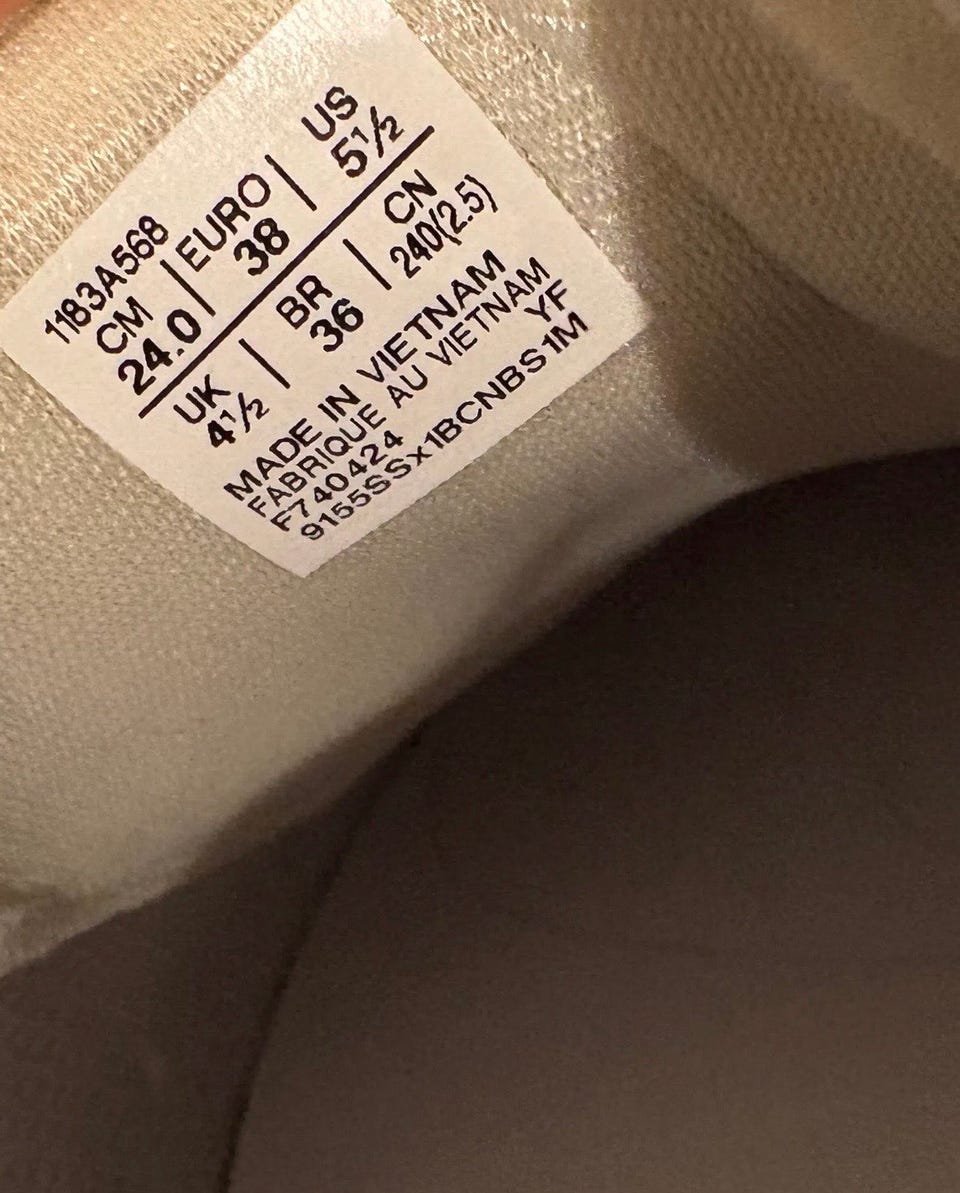 1183A568
CM | EURO | US
24.0 38 5½
UK | BR | CN
4½ 36 240(2.5)
MADE IN VIETNAM
FABRIQUE AU VIETNAM
F740424 YF
9155SSx1BCNBS1M